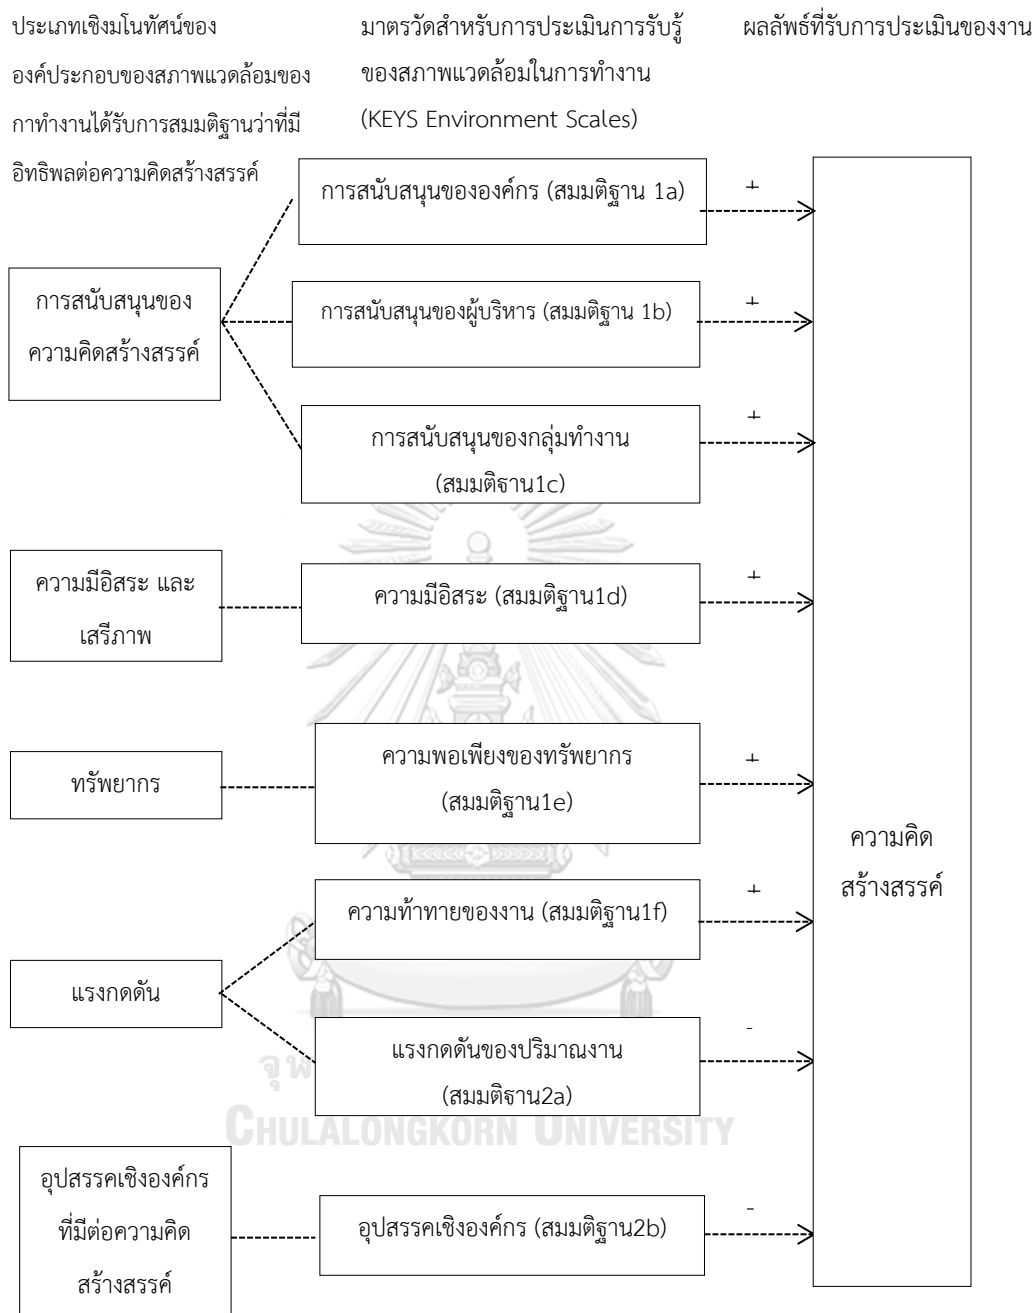 ประเภทเชิงมโนทัศน์ของ
องค์ประกอบของสภาพแวดล้อมของ
กาทำงานได้รับการสมมติฐานว่าที่มี
อิทธิพลต่อความคิดสร้างสรรค์
มาตรวัดสำหรับการประเมินการรับรู้
ของสภาพแวดล้อมในการทำงาน
(KEYS Environment Scales)
ผลลัพธ์ที่รับการประเมินของงาน
การสนับสนุนของ
ความคิดสร้างสรรค์
การสนับสนุนขององค์กร (สมมติฐาน 1a)
+
การสนับสนุนของผู้บริหาร (สมมติฐาน 1b)
+
การสนับสนุนของกลุ่มทำงาน
(สมมติฐาน1c)
+
ความมีอิสระ และ
เสรีภาพ
ความมีอิสระ (สมมติฐาน1d)
+
ทรัพยากร
ความพอเพียงของทรัพยากร
(สมมติฐาน1e)
+
แรงกดดัน
ความท้าทายของงาน (สมมติฐาน1f)
+
แรงกดดันของปริมาณงาน
(สมมติฐาน2a)
-
อุปสรรคเชิงองค์กร
ที่มีต่อความคิด
สร้างสรรค์
อุปสรรคเชิงองค์กร (สมมติฐาน2b)
-
ความคิด
สร้างสรรค์
CHULALONGKORN UNIVERSITY